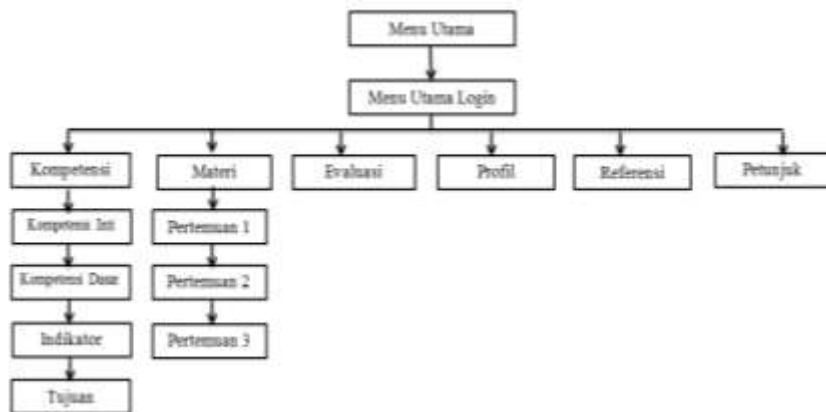 Menu Utama
Menu Utama Login
Kompetensi
Materi
Evaluasi
Profil
Referensi
Petunjuk
Kompetensi Inti
Pertemuan 1
Kompetensi Dasar
Pertemuan 2
Indikator
Pertemuan 3
Tujuan